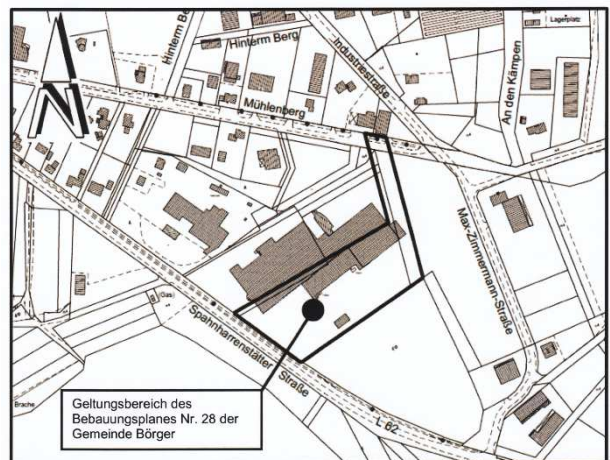 Lagerplatz
Hinterm Berg
Hinterm Berg
Industriestraße
An den Kämpen
Mühlenberg
N
Max-Zimmermann-Straße
Gas
Spahnharrenstätter Straße
L 62
Brache
Geltungsbereich des
Bebauungsplanes Nr. 28 der
Gemeinde Börger